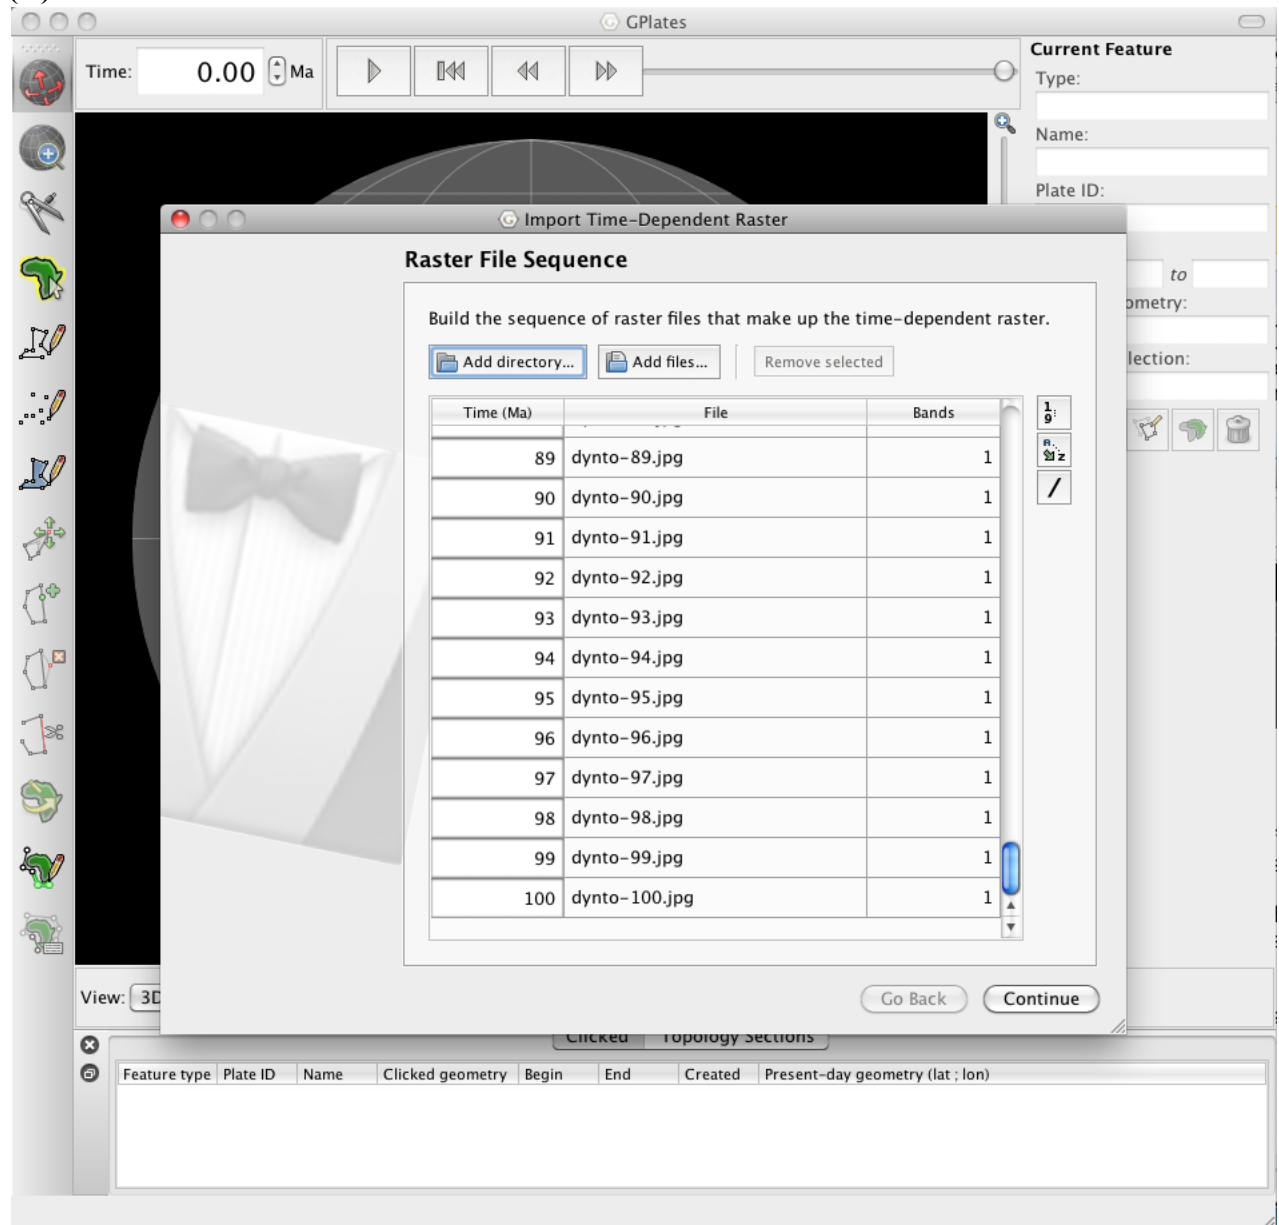 GPlates
Time: 0.00 Ma
Current Feature
Type:
Name:
Plate ID:
Import Time-Dependent Raster
Raster File Sequence
to
ometry:
lection:
Build the sequence of raster files that make up the time-dependent raster.
Add directory... Add files... Remove selected
Time (Ma) File Bands
89 dynto-89.jpg 1
90 dynto-90.jpg 1
91 dynto-91.jpg 1
92 dynto-92.jpg 1
93 dynto-93.jpg 1
94 dynto-94.jpg 1
95 dynto-95.jpg 1
96 dynto-96.jpg 1
97 dynto-97.jpg 1
98 dynto-98.jpg 1
99 dynto-99.jpg 1
100 dynto-100.jpg 1
Go Back Continue
View: 3D
Clicked Topology Sections
Feature type Plate ID Name Clicked geometry Begin End Created Present-day geometry (lat ; lon)